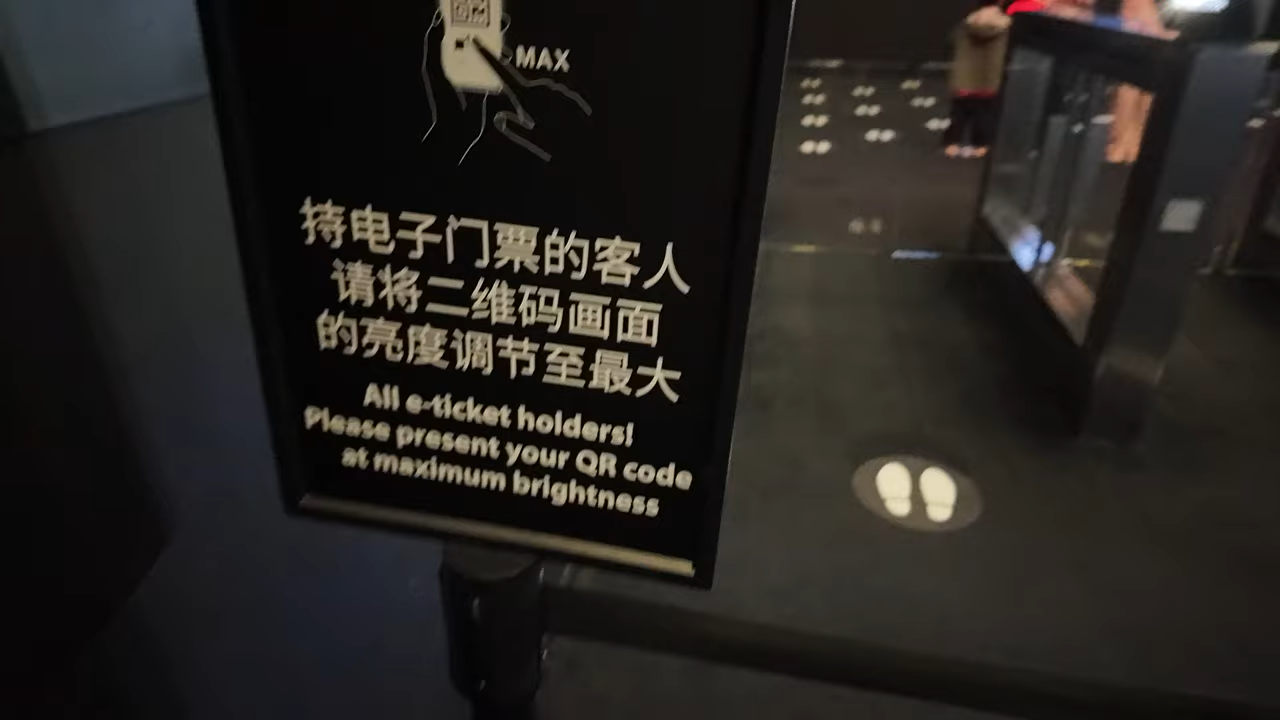 MAX
持电子门票的客人
请将二维码画面
的亮度调节至最大
All e-ticket holders!
Please present your QR code
at maximum brightness